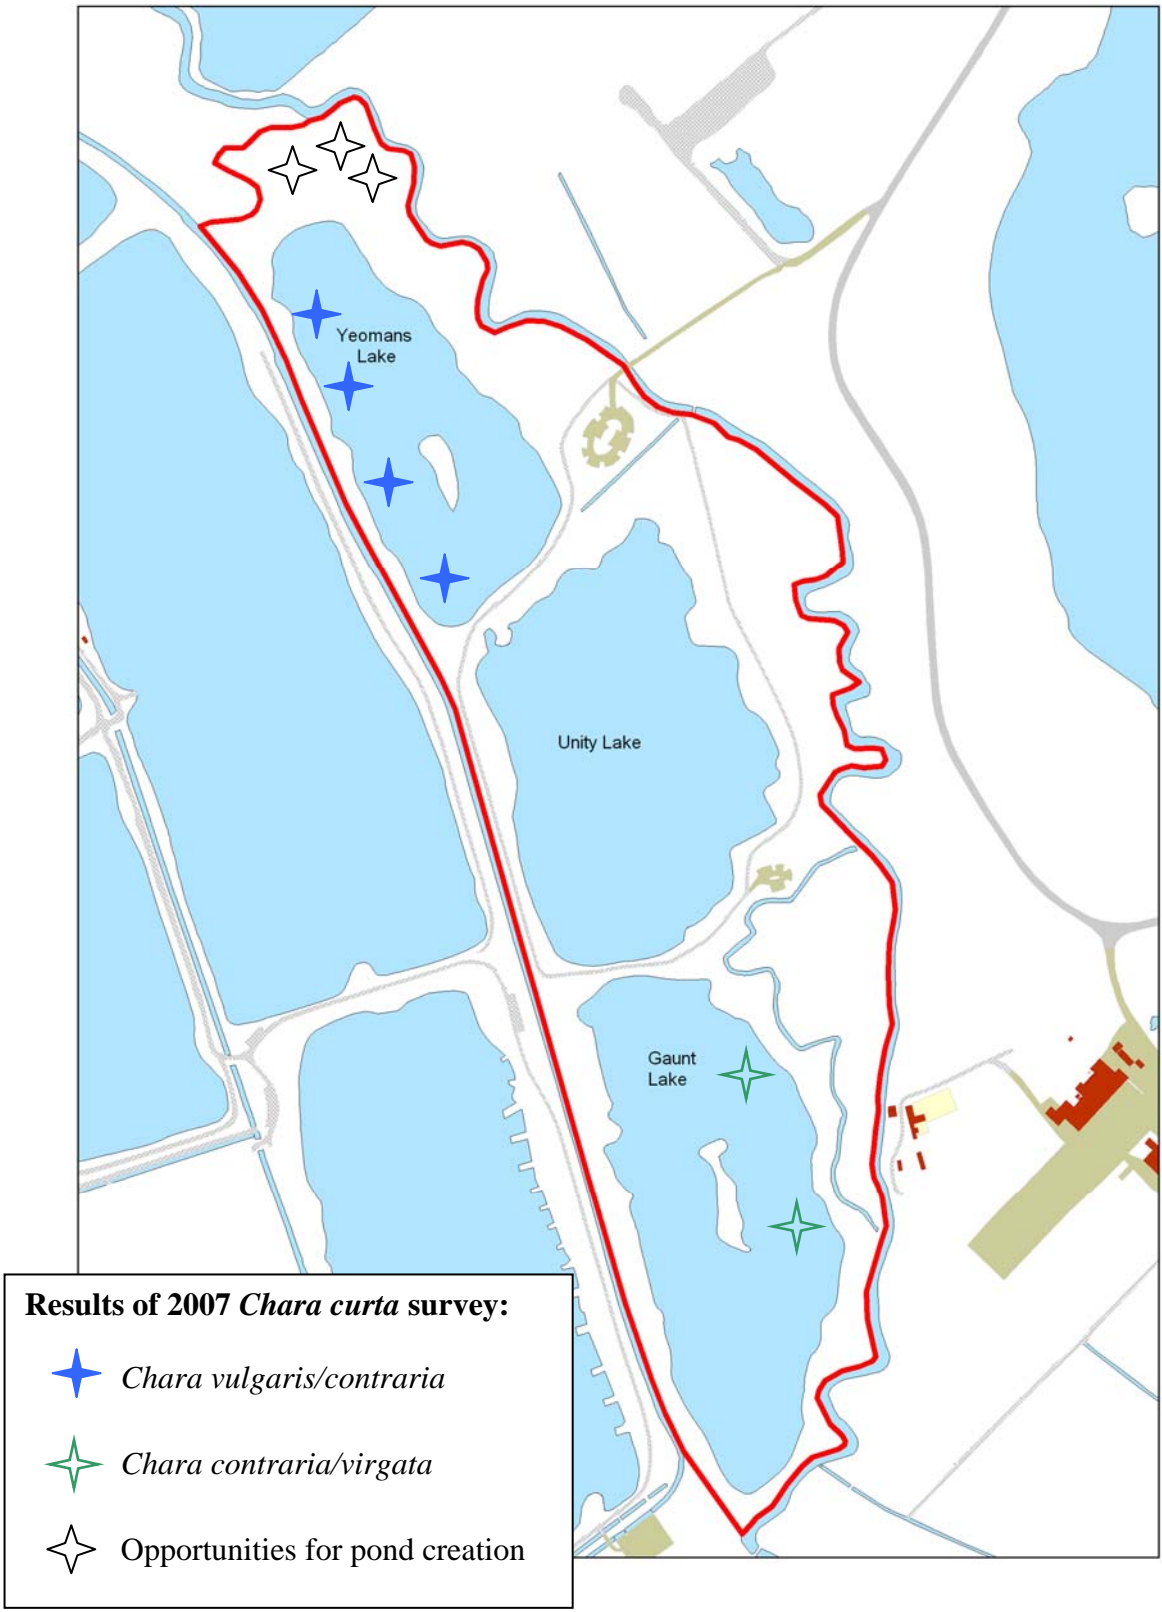 Yeomans
Lake
Unity Lake
Gaunt
Lake
Results of 2007 Chara curta survey:
Chara vulgaris/contraria
Chara contraria/virgata
Opportunities for pond creation